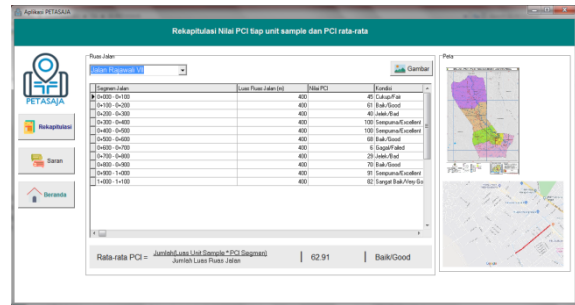 Aplikasi PETASAJA
Rekapitulasi Nilai PCI tiap unit sample dan PCI rata-rata
PETASAJA
Rekapitulasi
Saran
Beranda
Ruas Jalan
Jalan Rajawali VII
Gambar
Segmen Jalan Luas Ruas Jalan (m) Nilai PCI Kondisi
0+000 - 0+100 400 45 Cukup/Fair
0+100 - 0+200 400 61 Baik/Good
0+200 - 0+300 400 40 Jelek/Bad
0+300 - 0+400 400 100 Sempurna/Excellent
0+400 - 0+500 400 100 Sempurna/Excellent
0+500 - 0+600 400 68 Baik/Good
0+600 - 0+700 400 6 Gagal/Failed
0+700 - 0+800 400 29 Jelek/Bad
0+800 - 0+900 400 70 Baik/Good
0+900 - 1+000 400 91 Sempurna/Excellent
1+000 - 1+100 400 82 Sangat Baik/Very Go
Rata-rata PCI = Jumlah(Luas Unit Sample * PCI Segmen)
Jumlah Luas Ruas Jalan
62.91
Baik/Good
Peta